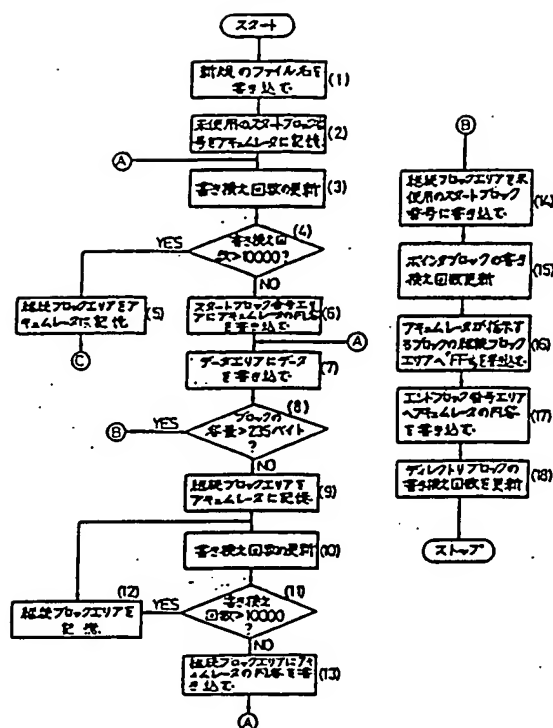 スタート
新規のファイル名を
書き込む
(1)
未使用のスタートブロック番
号をアキュムレータに記憶
(2)
A
書き換え回数の更新
(3)
(4)
書き換え回
数>10000?
YES
NO
継続ブロックエリアをア
キュムレータに記憶
(5)
C
スタートブロック番号エリ
アにアキュムレータの内容
を書き込む
(6)
A
データエリアにデータ
を書き込む
(7)
(8)
ブロックの
容量>235バイト
?
YES
B
NO
継続ブロックエリアを
アキュムレータに記憶
(9)
書き換え回数の更新
(10)
(11)
書き換え
回数>10000
?
(12)
YES
継続ブロックエリアを
記憶
NO
継続ブロックエリアにアキ
ュムレータの内容を書き
込む
(13)
A
B
継続ブロックエリアを未
使用のスタートブロック
番号に書き込む
(14)
ポインタブロックの書き
換え回数更新
(15)
アキュムレータが指示す
るブロックの継続ブロック
エリアへ"FF"を書き込む
(16)
エンドブロック番号エリア
へアキュムレータの内容
を書き込む
(17)
ディレクトリブロックの
書き換え回数を更新
(18)
ストップ